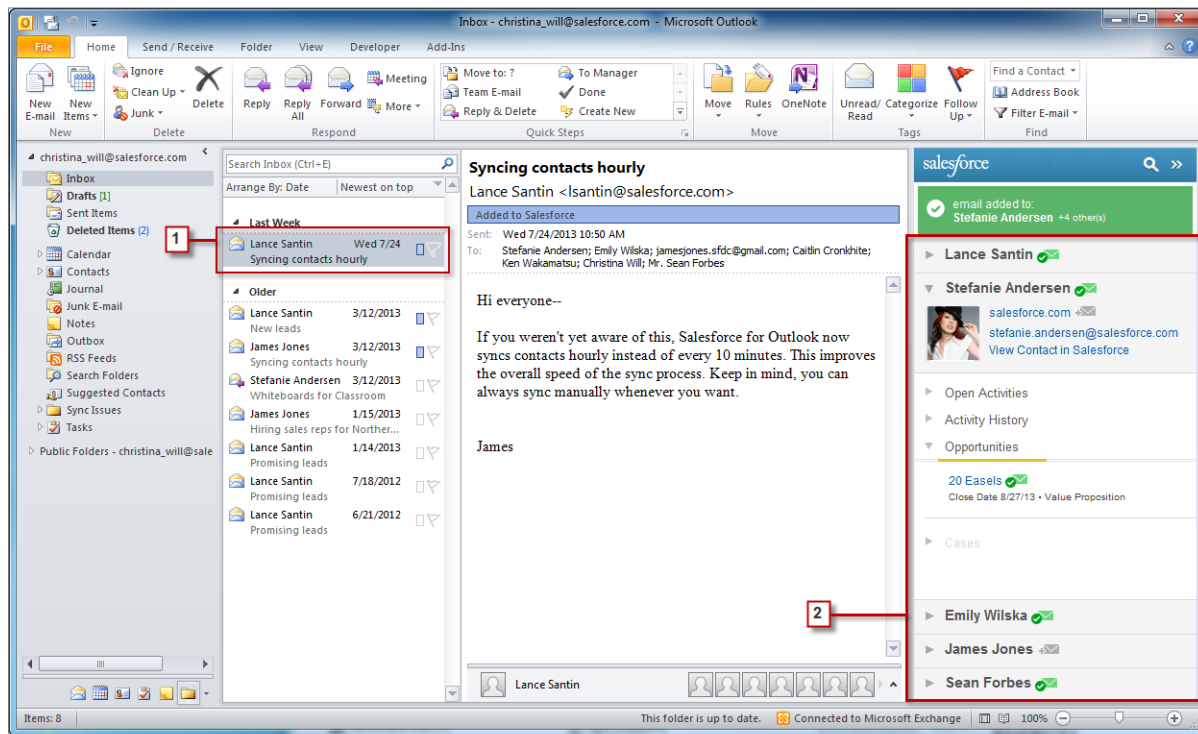 Inbox - christina_will@salesforce.com - Microsoft Outlook
File Home Send / Receive Folder View Developer Add-Ins
New E-mail
New Items
New
Ignore
Clean Up
Junk
Delete
Delete
Reply
Reply All
Forward
Meeting
More
Respond
Move to: ?
Team E-mail
Reply & Delete
To Manager
Done
Create New
Quick Steps
Move
Rules
OneNote
Move
Unread/ Read
Categorize
Follow Up
Tags
Find a Contact
Address Book
Filter E-mail
Find
christina_will@salesforce.com
Inbox
Drafts [1]
Sent Items
Deleted Items (2)
Calendar
Contacts
Journal
Junk E-mail
Notes
Outbox
RSS Feeds
Search Folders
Suggested Contacts
Sync Issues
Tasks
Public Folders - christina_will@sale
1
Search Inbox (Ctrl+E)
Arrange By: Date Newest on top
Last Week
Lance Santin Wed 7/24
Syncing contacts hourly
Older
Lance Santin 3/12/2013
New leads
James Jones 3/12/2013
Syncing contacts hourly
Stefanie Andersen 3/12/2013
Whiteboards for Classroom
James Jones 1/15/2013
Hiring sales reps for Norther...
Lance Santin 1/14/2013
Promising leads
Lance Santin 7/18/2012
Promising leads
Lance Santin 6/21/2012
Promising leads
Syncing contacts hourly
Lance Santin <lsantin@salesforce.com>
Added to Salesforce
Sent: Wed 7/24/2013 10:50 AM
To: Stefanie Andersen; Emily Wilska; jamesjones.sfdc@gmail.com; Caitlin Cronkhite;
Ken Wakamatsu; Christina Will; Mr. Sean Forbes
Hi everyone--
If you weren't yet aware of this, Salesforce for Outlook now
syncs contacts hourly instead of every 10 minutes. This improves
the overall speed of the sync process. Keep in mind, you can
always sync manually whenever you want.
James
Lance Santin
salesforce
email added to:
Stefanie Andersen +4 other(s)
Lance Santin
Stefanie Andersen
salesforce.com
stefanie.andersen@salesforce.com
View Contact in Salesforce
Open Activities
Activity History
Opportunities
20 Easels
Close Date 8/27/13 • Value Proposition
Cases
2
Emily Wilska
James Jones
Sean Forbes
Items: 8
This folder is up to date.
Connected to Microsoft Exchange
100%